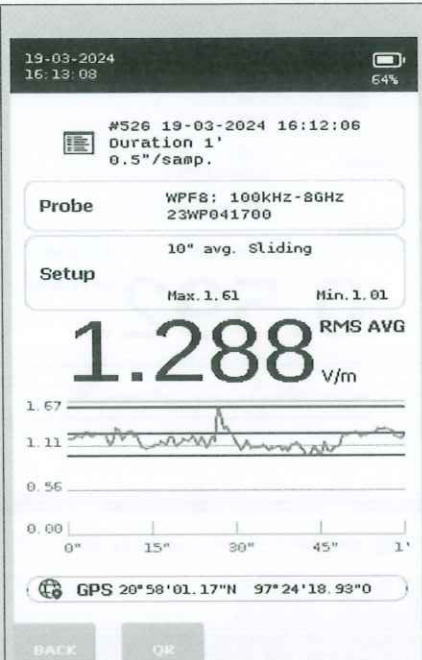 19-03-2024
16:13:08
64%
#526 19-03-2024 16:12:06
Duration 1'
0.5"/samp.
Probe
WPF8: 100kHz-8GHz
23WP041700
Setup
10" avg. Sliding
Max.1.61 Min.1.01
1.288 RMS AVG
V/m
1.67
1.11
0.56
0.00
0" 15" 30" 45" 1'
GPS 20°58'01.17"N 97°24'18.93"O
BACK QR